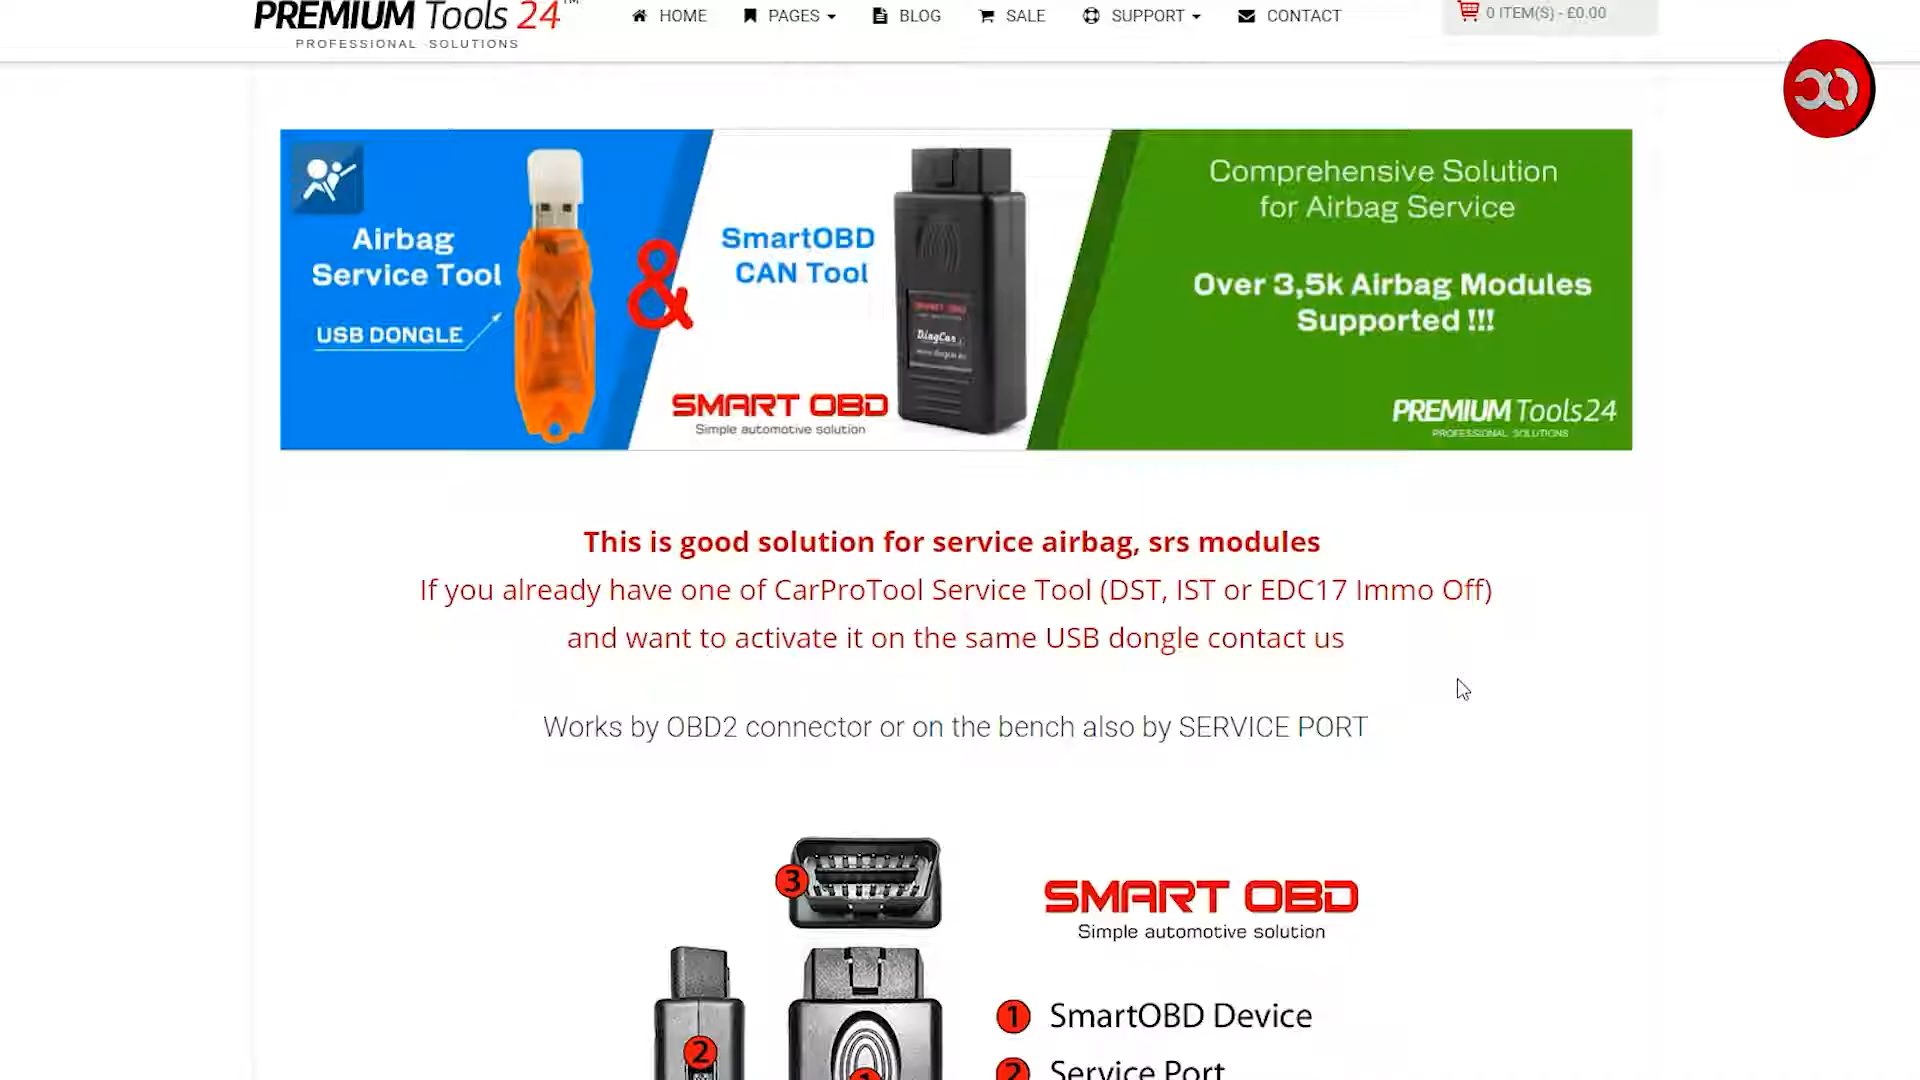 PREMIUM Tools 24™
PROFESSIONAL SOLUTIONS
HOME
PAGES
BLOG
SALE
SUPPORT
CONTACT
0 ITEM(S) - £0.00
Airbag
Service Tool
USB DONGLE
&
SmartOBD
CAN Tool
SMART OBD
Simple automotive solution
SMART OBD
DiagCar
Comprehensive Solution
for Airbag Service
Over 3,5k Airbag Modules
Supported !!!
PREMIUM Tools24
PROFESSIONAL SOLUTIONS
This is good solution for service airbag, srs modules
If you already have one of CarProTool Service Tool (DST, IST or EDC17 Immo Off)
and want to activate it on the same USB dongle contact us
Works by OBD2 connector or on the bench also by SERVICE PORT
3
SMART OBD
Simple automotive solution
2
1
1 SmartOBD Device
2 Service Port